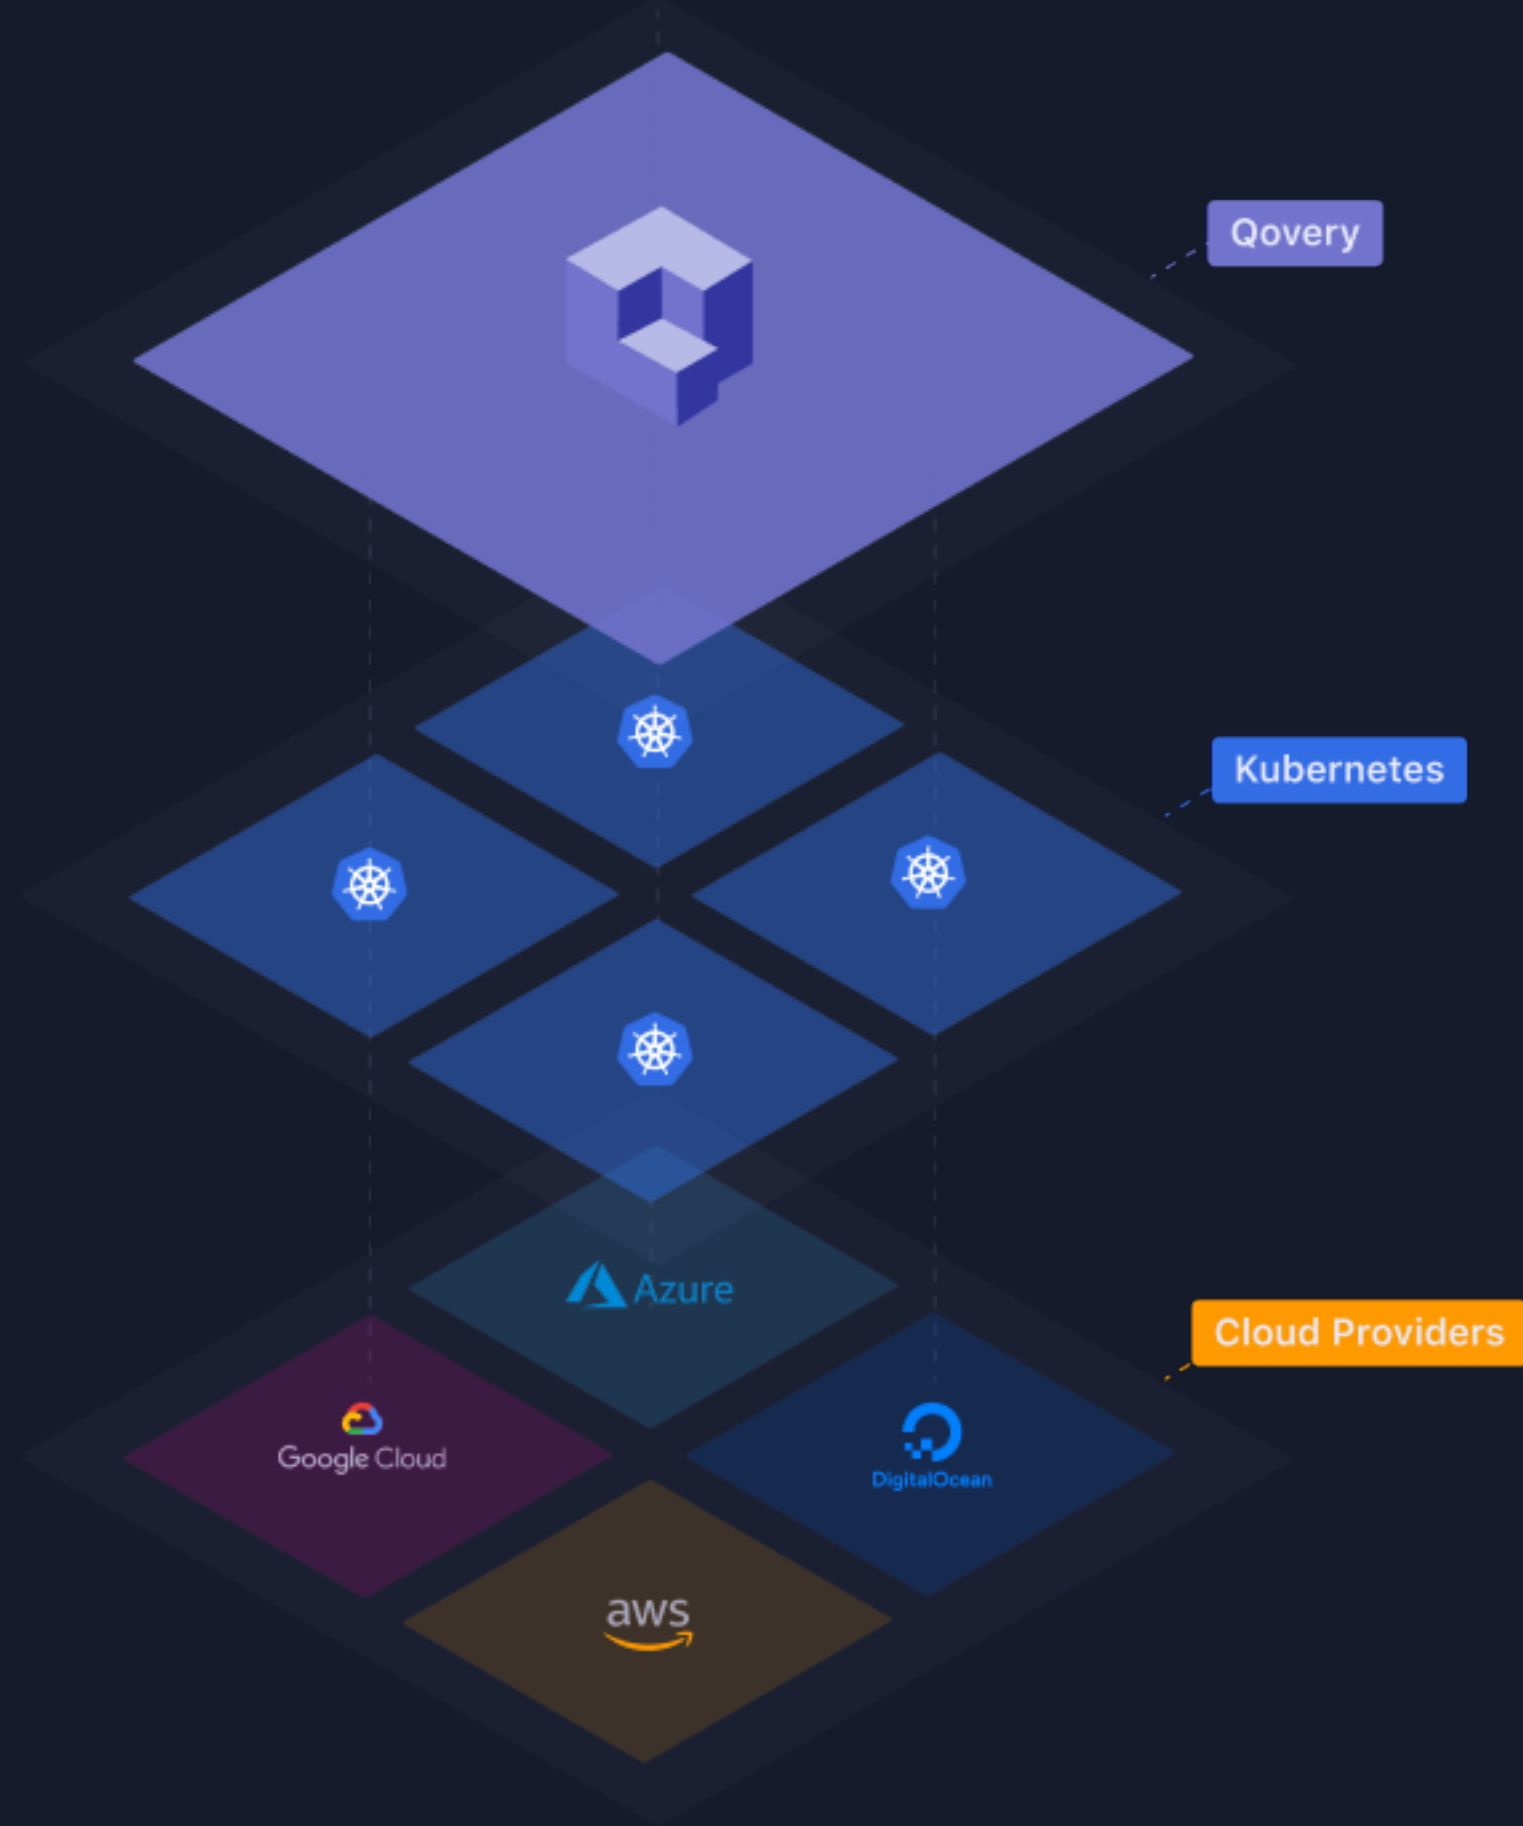 Qovery
Kubernetes
Azure
Cloud Providers
Google Cloud
DigitalOcean
aws